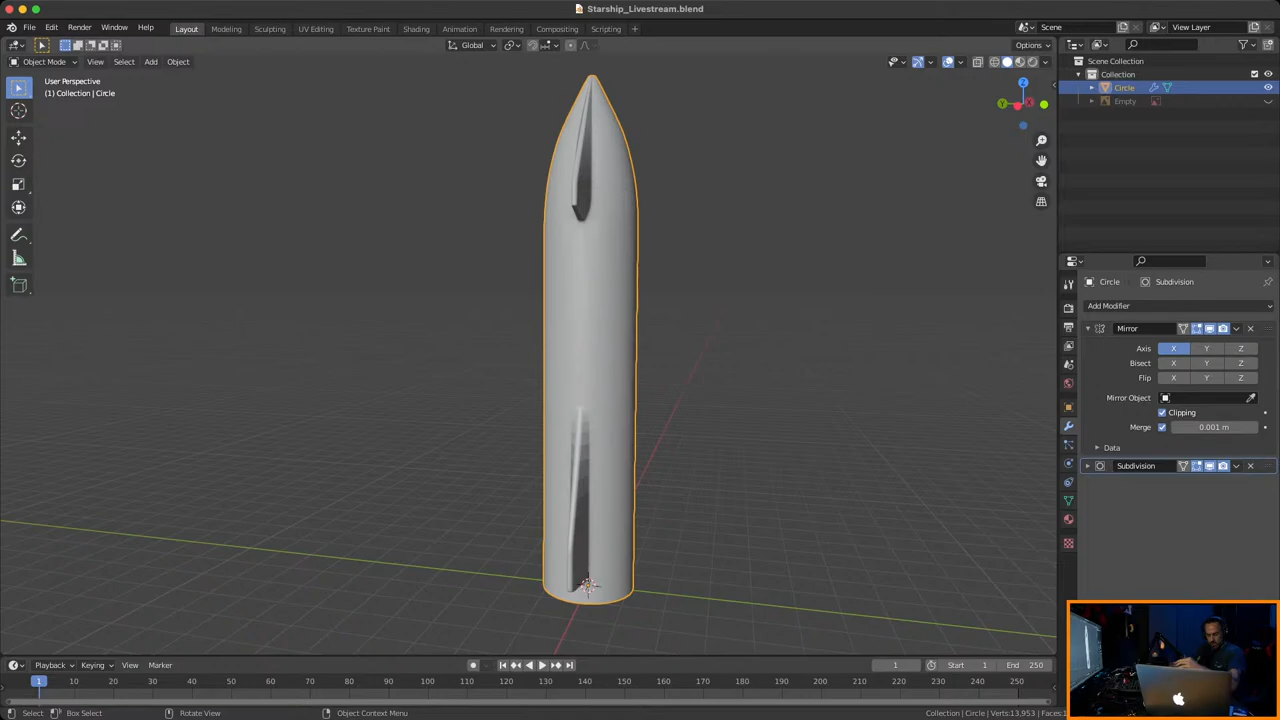 Starship_Livestream.blend
File Edit Render Window Help Layout Modeling Sculpting UV Editing Texture Paint Shading Animation Rendering Compositing Scripting + Scene View Layer
Global Options
Object Mode View Select Add Object
User Perspective
(1) Collection | Circle
Z
Y
X
Scene Collection
Collection
Circle
Empty
Circle Subdivision
Add Modifier
Mirror
Axis X Y Z
Bisect X Y Z
Flip X Y Z
Mirror Object
Clipping
Merge 0.001 m
Data
Subdivision
Playback Keying View Marker 1 Start 1 End 250
1 10 20 30 40 50 60 70 80 90 100 110 120 130 140 150 160 170 180 190 200 210 220 230 240 250
Select Box Select Rotate View Object Context Menu Collection | Circle | Verts:13,953 | Faces:1